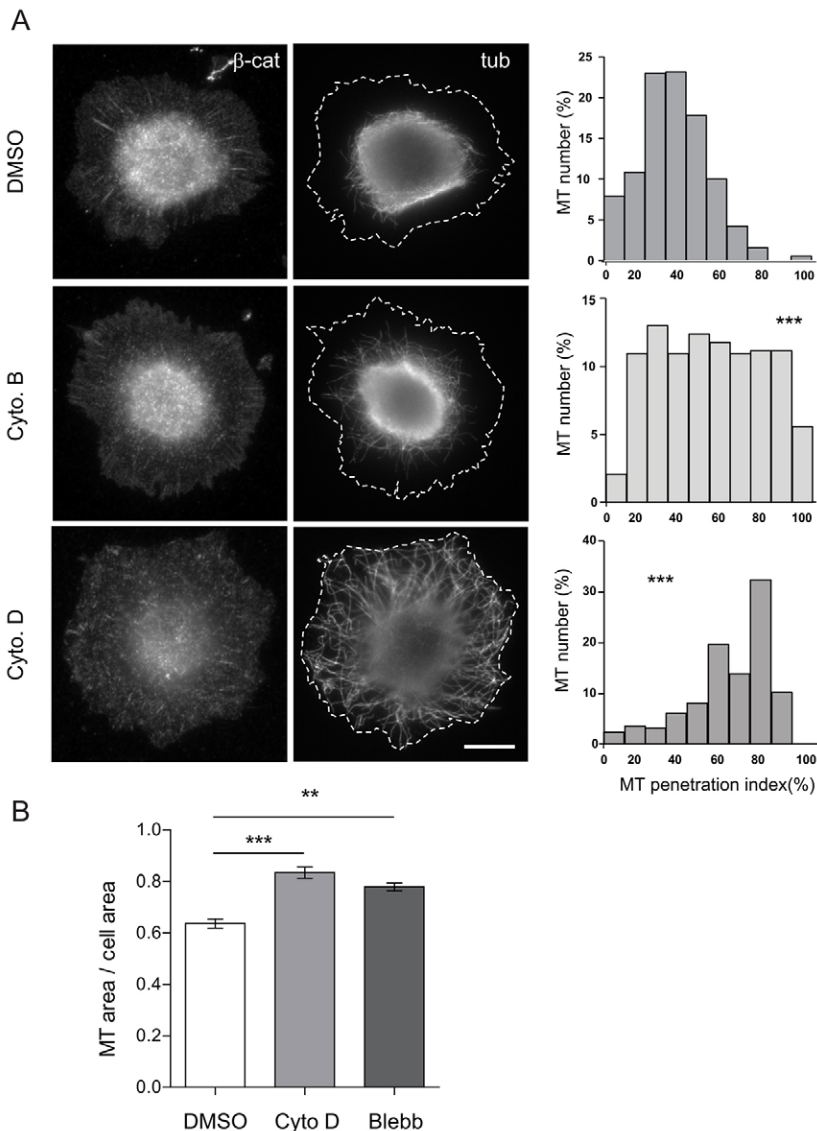 A
β-cat
tub
DMSO
MT number (%)
25
20
15
10
5
0
0 20 40 60 80 100
Cyto. B
MT number (%)
15
10
5
0
***
0 20 40 60 80 100
Cyto. D
MT number (%)
40
30
20
10
0
***
0 20 40 60 80 100
MT penetration index(%)
B
MT area / cell area
1.0
0.8
0.6
0.4
0.2
0.0
**
***
DMSO Cyto D Blebb